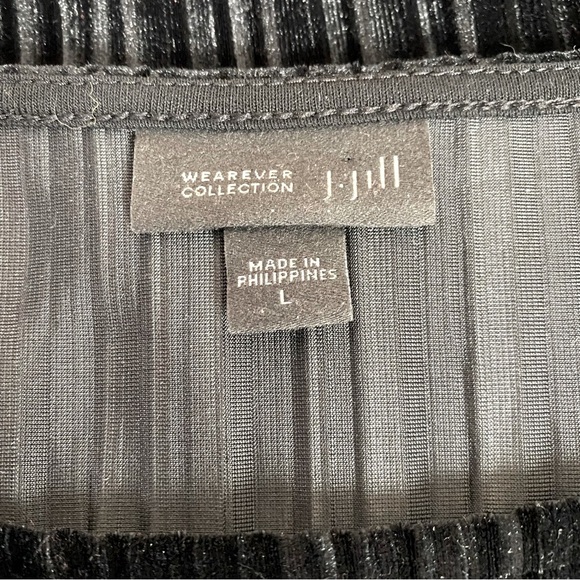 WEAREVER
COLLECTION
J.Jill
MADE IN
PHILIPPINES
L